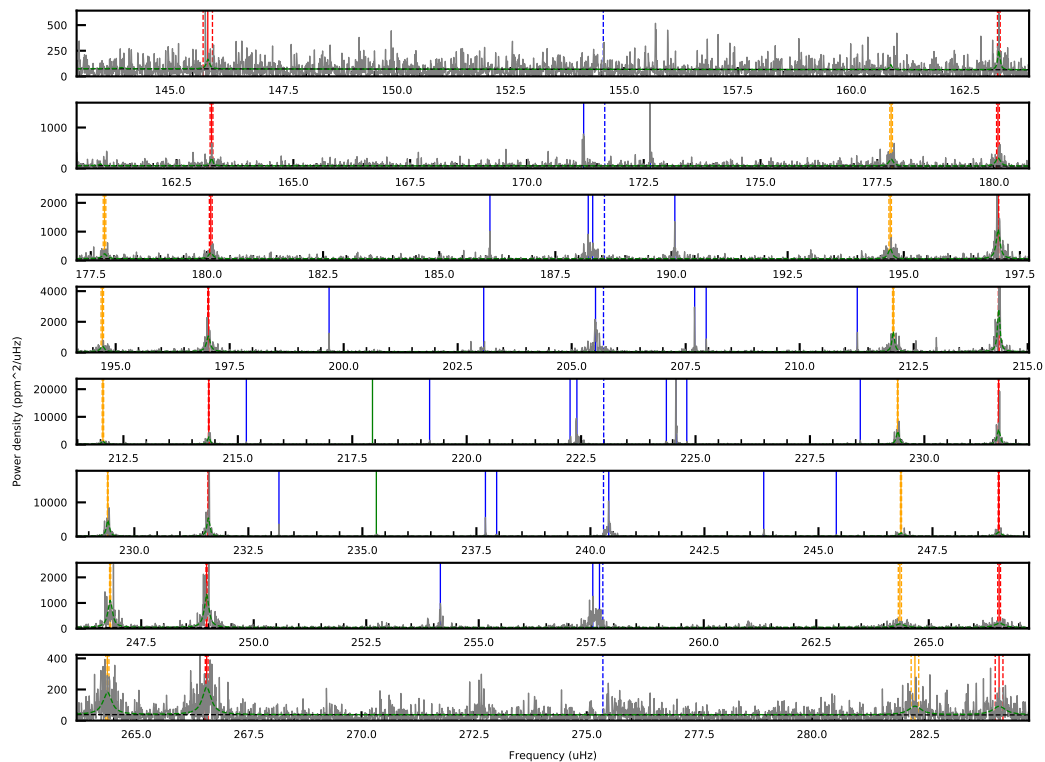 500
250
0
145.0 147.5 150.0 152.5 155.0 157.5 160.0 162.5
1000
0
162.5 165.0 167.5 170.0 172.5 175.0 177.5 180.0
2000
1000
0
177.5 180.0 182.5 185.0 187.5 190.0 192.5 195.0 197.5
4000
2000
0
195.0 197.5 200.0 202.5 205.0 207.5 210.0 212.5 215.0
20000
10000
0
212.5 215.0 217.5 220.0 222.5 225.0 227.5 230.0
10000
0
230.0 232.5 235.0 237.5 240.0 242.5 245.0 247.5
2000
1000
0
247.5 250.0 252.5 255.0 257.5 260.0 262.5 265.0
400
200
0
265.0 267.5 270.0 272.5 275.0 277.5 280.0 282.5
Power density (ppm^2/uHz)
Frequency (uHz)